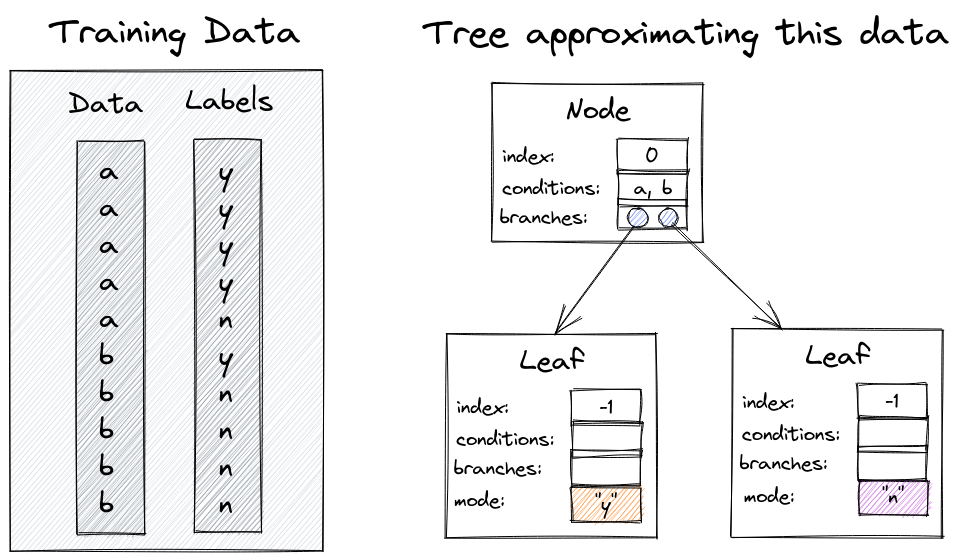 Training Data
Data Labels
a y
a y
a y
a y
a n
b y
b n
b n
b n
b n
Tree approximating this data
Node
index: 0
conditions: a, b
branches:
Leaf
index: -1
conditions:
branches:
mode: "y"
Leaf
index: -1
conditions:
branches:
mode: "n"